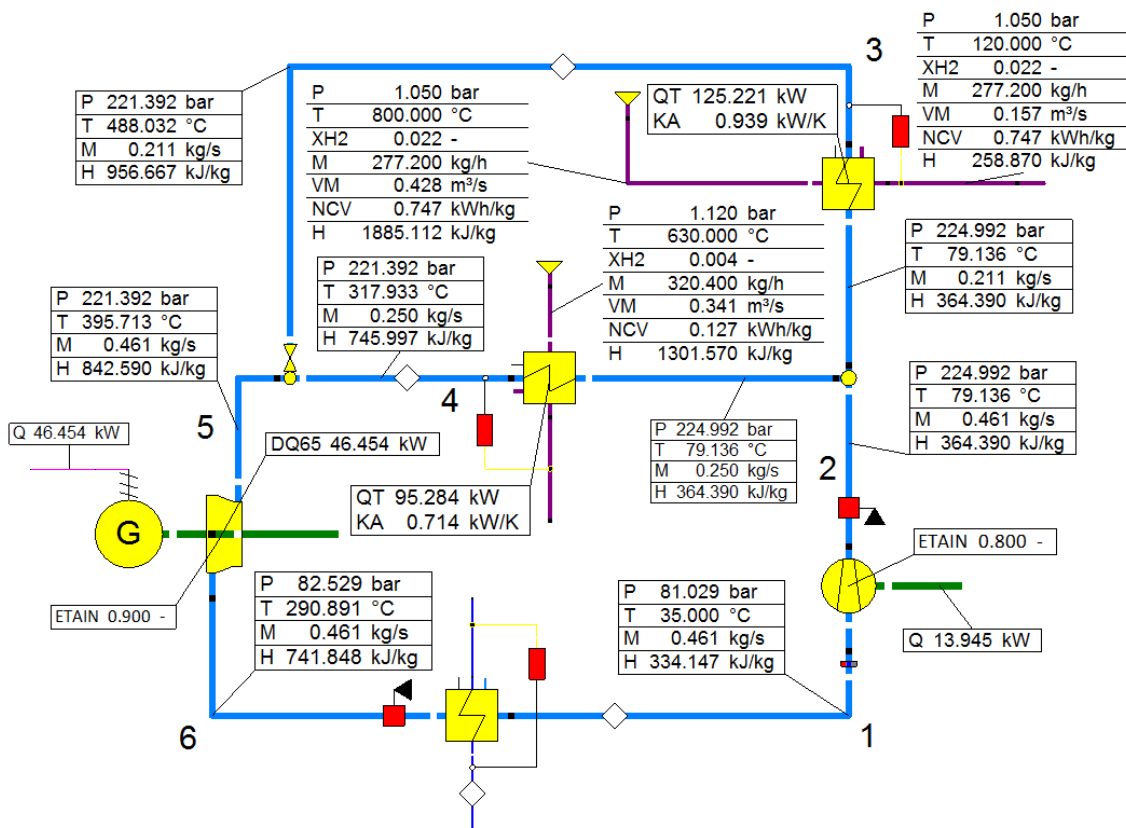 3
P 1.050 bar
T 120.000 °C
XH2 0.022 -
M 277.200 kg/h
VM 0.157 m³/s
NCV 0.747 kWh/kg
H 258.870 kJ/kg
P 221.392 bar
T 488.032 °C
M 0.211 kg/s
H 956.667 kJ/kg
P 1.050 bar
T 800.000 °C
XH2 0.022 -
M 277.200 kg/h
VM 0.428 m³/s
NCV 0.747 kWh/kg
H 1885.112 kJ/kg
QT 125.221 kW
KA 0.939 kW/K
P 1.120 bar
T 630.000 °C
XH2 0.004 -
M 320.400 kg/h
VM 0.341 m³/s
NCV 0.127 kWh/kg
H 1301.570 kJ/kg
P 224.992 bar
T 79.136 °C
M 0.211 kg/s
H 364.390 kJ/kg
P 221.392 bar
T 317.933 °C
M 0.250 kg/s
H 745.997 kJ/kg
P 221.392 bar
T 395.713 °C
M 0.461 kg/s
H 842.590 kJ/kg
4
5
P 224.992 bar
T 79.136 °C
M 0.461 kg/s
H 364.390 kJ/kg
Q 46.454 kW
DQ65 46.454 kW
P 224.992 bar
T 79.136 °C
M 0.250 kg/s
H 364.390 kJ/kg
2
QT 95.284 kW
KA 0.714 kW/K
G
ETAIN 0.800 -
ETAIN 0.900 -
P 82.529 bar
T 290.891 °C
M 0.461 kg/s
H 741.848 kJ/kg
P 81.029 bar
T 35.000 °C
M 0.461 kg/s
H 334.147 kJ/kg
Q 13.945 kW
6
1